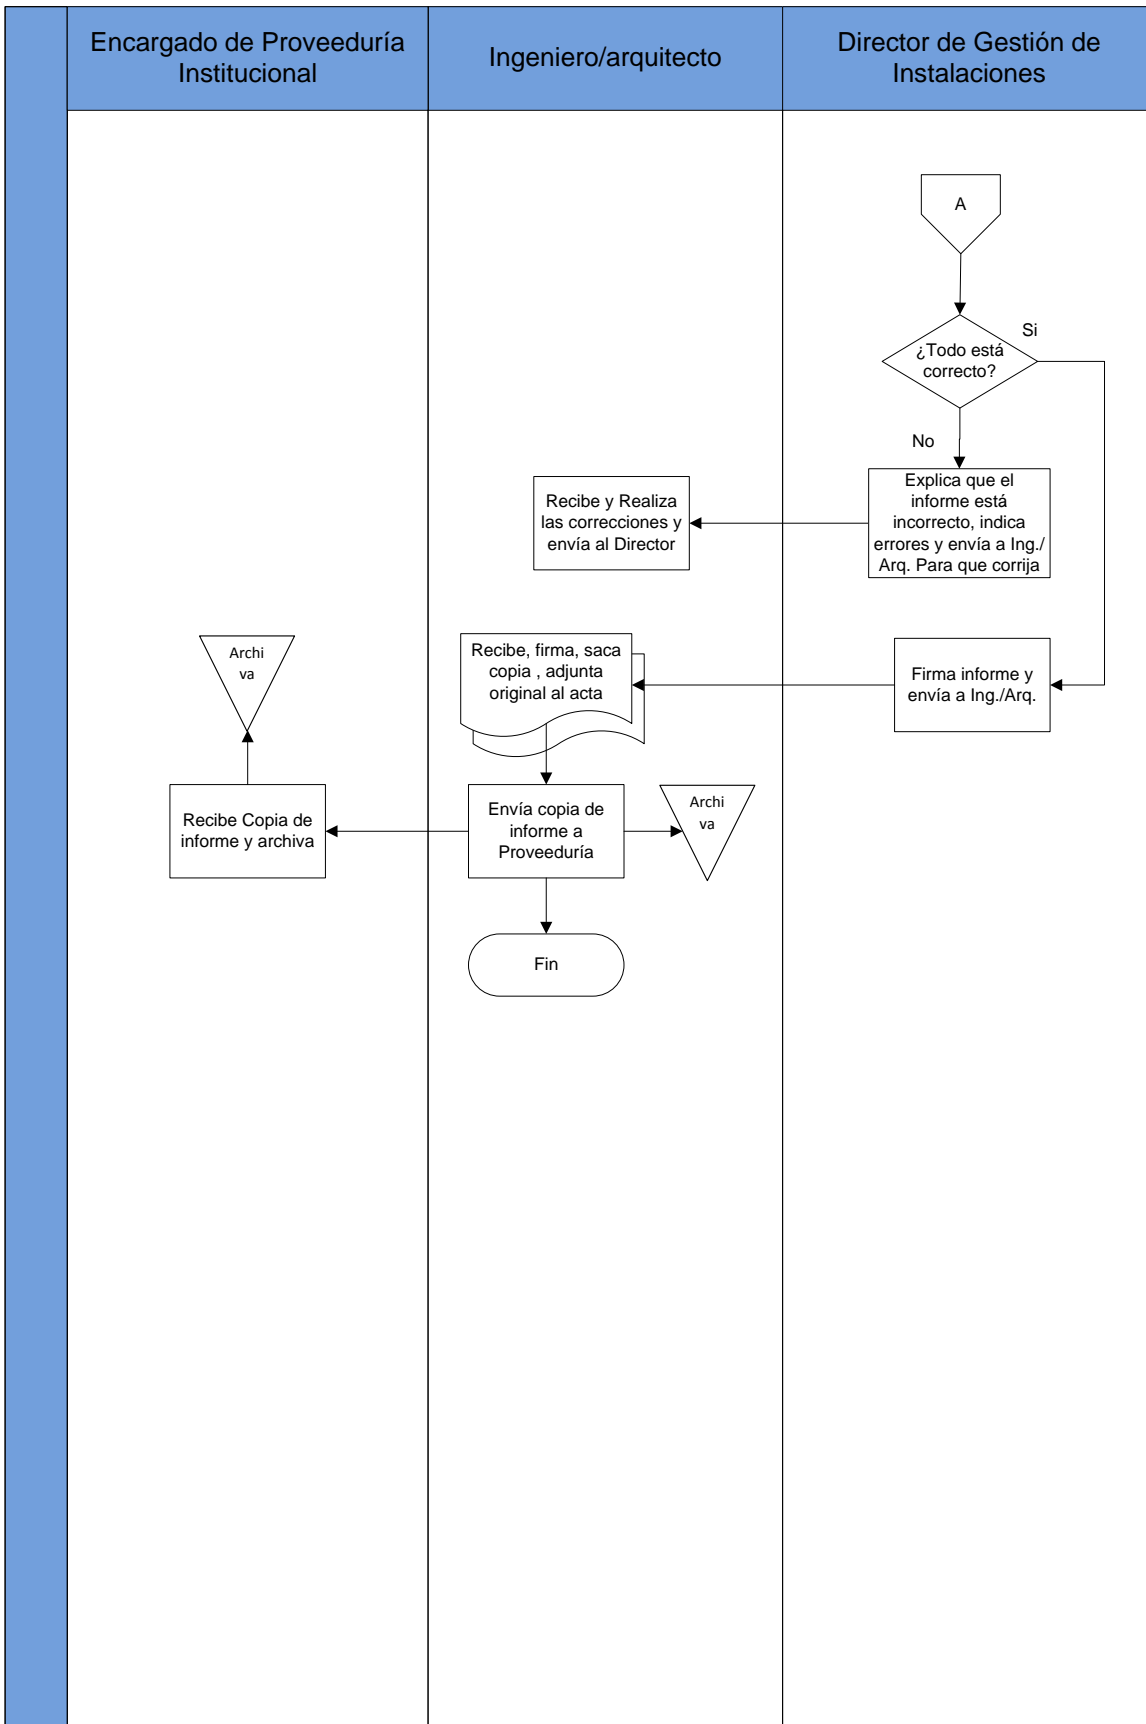 Encargado de Proveeduría
Institucional
Ingeniero/arquitecto
Director de Gestión de
Instalaciones
A
Si
¿Todo está
correcto?
No
Explica que el
informe está
incorrecto, indica
errores y envía a Ing./
Arq. Para que corrija
Recibe y Realiza
las correcciones y
envía al Director
Archi
va
Recibe, firma, saca
copia , adjunta
original al acta
Firma informe y
envía a Ing./Arq.
Recibe Copia de
informe y archiva
Envía copia de
informe a
Proveeduría
Archi
va
Fin